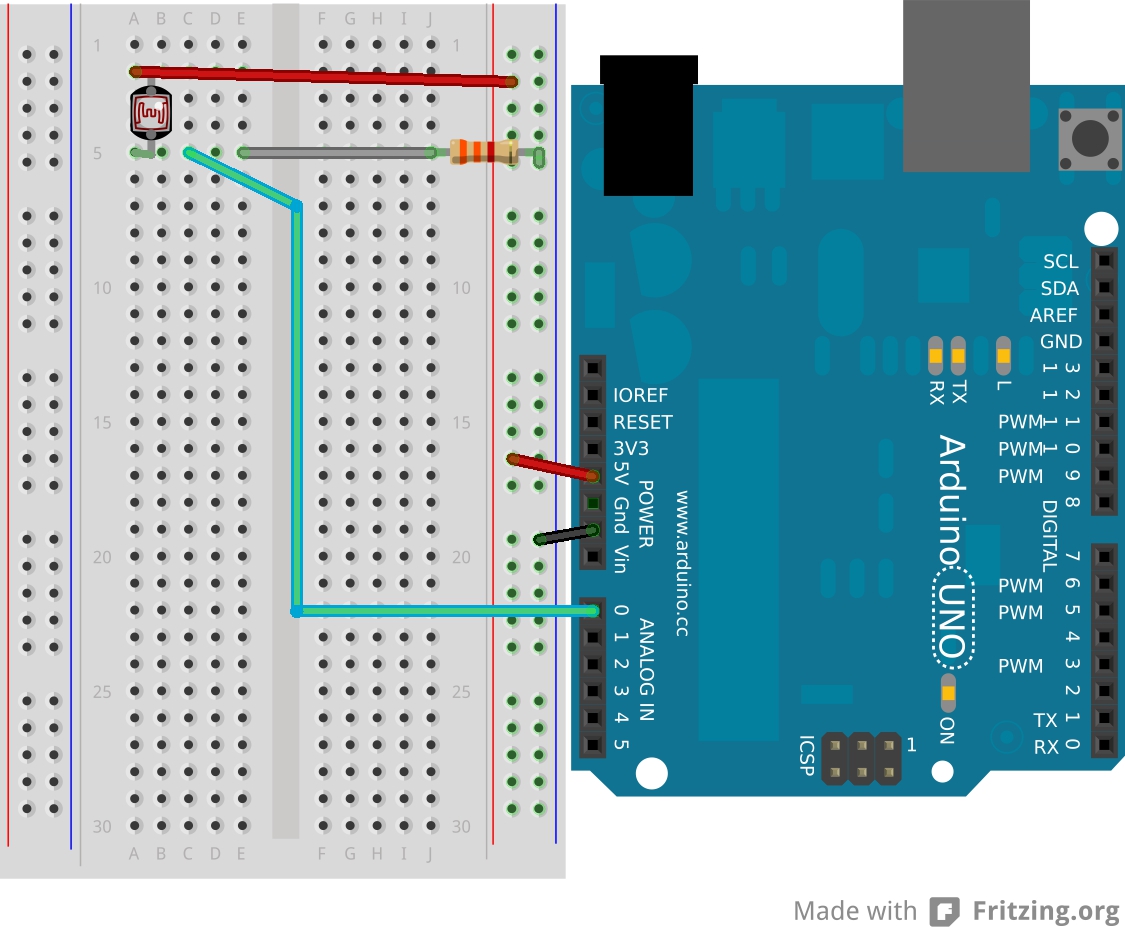 A B C D E F G H I J
1 1
5
10 10
15 15
20 20
25 25
30 30
A B C D E F G H I J
IOREF
RESET
3V3
5V
Gnd
Vin
POWER
www.arduino.cc
0
1
2
3
4
5
ANALOG IN
RX
TX
L
Arduino UNO
ON
ICSP
1
SCL
SDA
AREF
GND
13
12
PWM 11
PWM 10
PWM 9
8
DIGITAL
7
PWM 6
PWM 5
4
PWM 3
2
TX 1
RX 0
Made with Fritzing.org